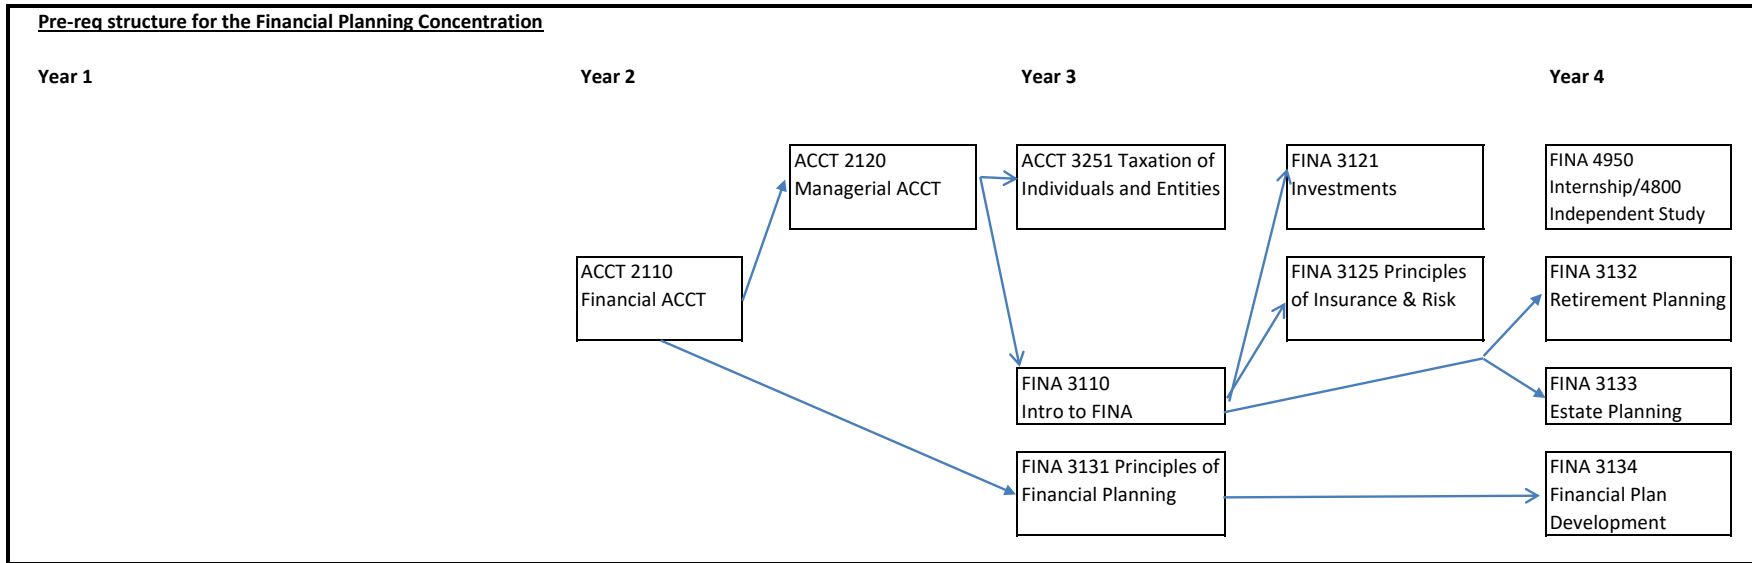 Pre-req structure for the Financial Planning Concentration
Year 1
Year 2
Year 3
Year 4
ACCT 2120
Managerial ACCT
ACCT 3251 Taxation of
Individuals and Entities
FINA 3121
Investments
FINA 4950
Internship/4800
Independent Study
ACCT 2110
Financial ACCT
FINA 3125 Principles
of Insurance & Risk
FINA 3132
Retirement Planning
FINA 3110
Intro to FINA
FINA 3133
Estate Planning
FINA 3131 Principles of
Financial Planning
FINA 3134
Financial Plan
Development